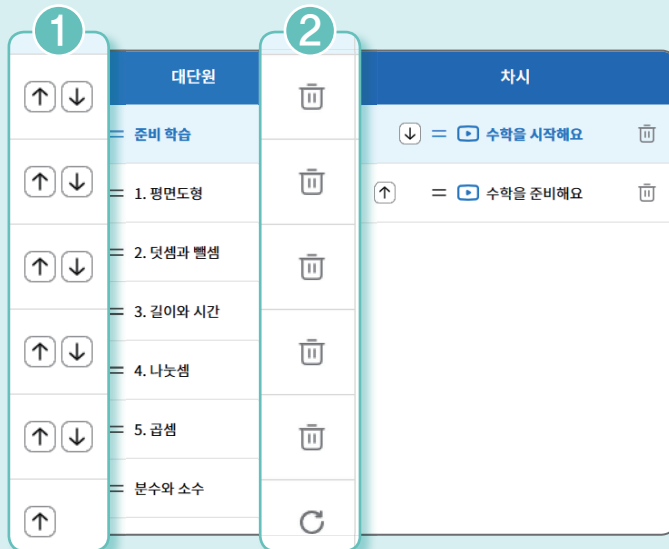 1
2
대단원
차시
준비 학습
수학을 시작해요
1. 평면도형
수학을 준비해요
2. 덧셈과 뺄셈
3. 길이와 시간
4. 나눗셈
5. 곱셈
분수와 소수